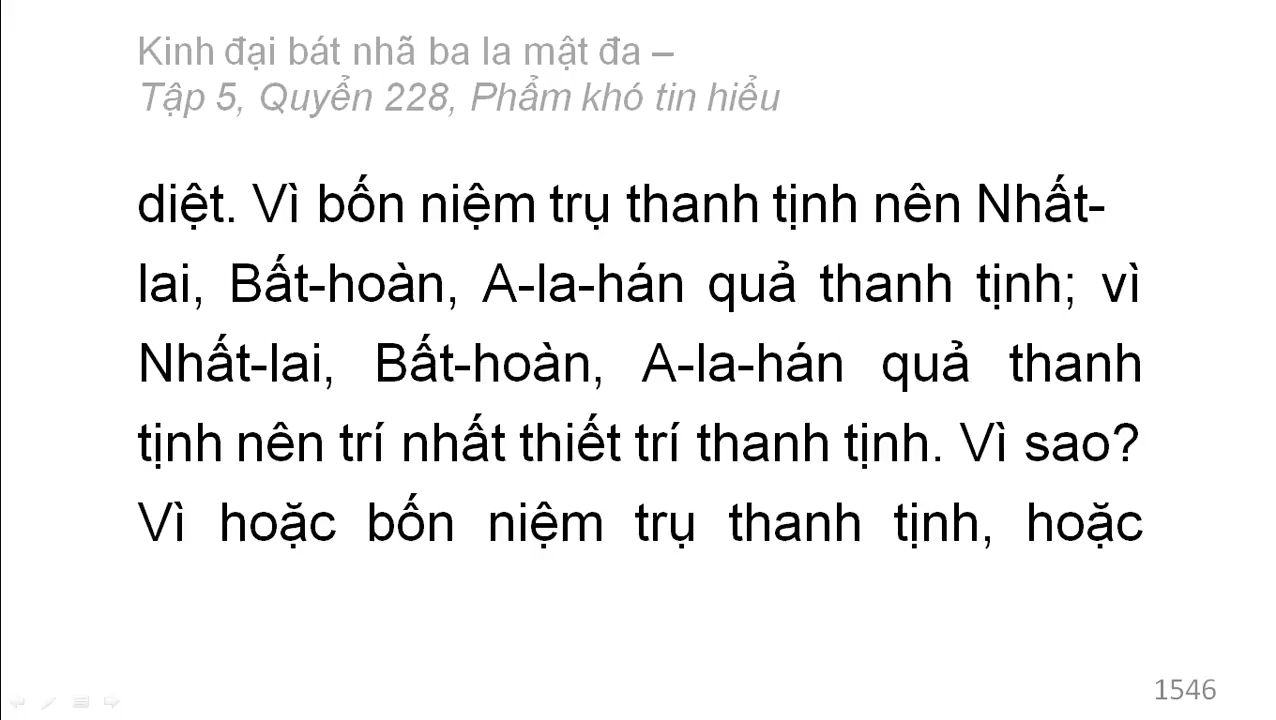 Kinh đại bát nhã ba la mật đa –
Tập 5, Quyển 228, Phẩm khó tin hiểu
diệt. Vì bốn niệm trụ thanh tịnh nên Nhất-
lai, Bất-hoàn, A-la-hán quả thanh tịnh; vì
Nhất-lai, Bất-hoàn, A-la-hán quả thanh
tịnh nên trí nhất thiết trí thanh tịnh. Vì sao?
Vì hoặc bốn niệm trụ thanh tịnh, hoặc
1546